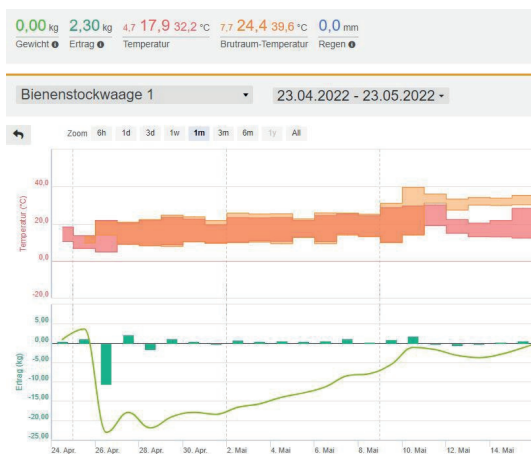 0,00 kg 2,30 kg 4,7 17,9 32,2 °C 7,7 24,4 39,6 °C 0,0 mm
Gewicht Ertrag Temperatur Brutraum-Temperatur Regen
Bienenstockwaage 1 23.04.2022 - 23.05.2022
Zoom 6h 1d 3d 1w 1m 3m 6m 1y All
Temperatur (°C)
40,0
20,0
0,0
-20,0
Ertrag (kg)
5,00
0,00
-5,00
-10,00
-15,00
-20,00
-25,00
24. Apr. 26. Apr. 28. Apr. 30. Apr. 2. Mai 4. Mai 6. Mai 8. Mai 10. Mai 12. Mai 14. Mai